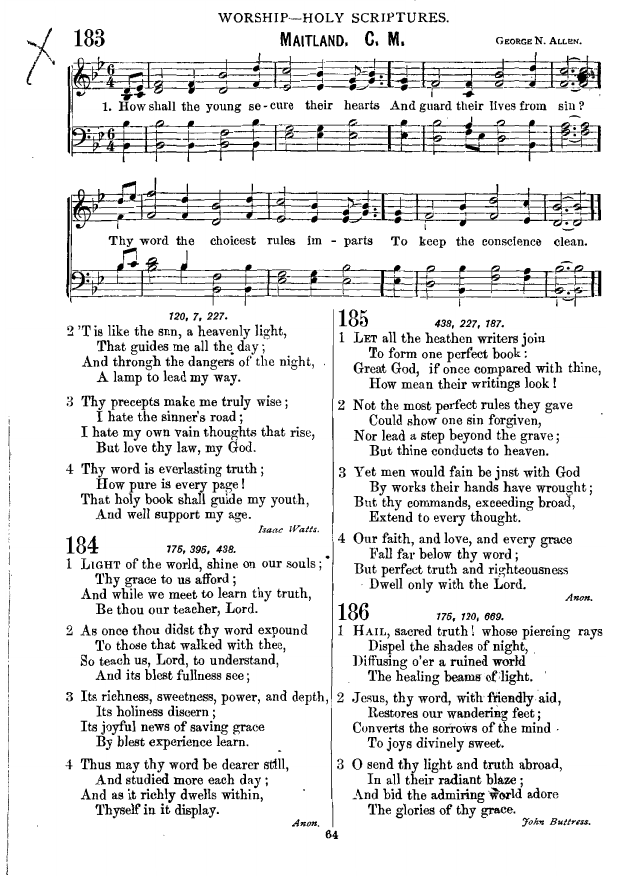 WORSHIP—HOLY SCRIPTURES.
183 MAITLAND. C. M. GEORGE N. ALLEN.
1. How shall the young se-cure their hearts And guard their lives from sin?
Thy word the choicest rules im - parts To keep the conscience clean.
120, 7, 227.
2 'T is like the sun, a heavenly light,
That guides me all the day;
And through the dangers of the night,
A lamp to lead my way.
3 Thy precepts make me truly wise;
I hate the sinner's road;
I hate my own vain thoughts that rise,
But love thy law, my God.
4 Thy word is everlasting truth;
How pure is every page!
That holy book shall guide my youth,
And well support my age.
Isaac Watts.
184 175, 395, 438.
1 LIGHT of the world, shine on our souls;
Thy grace to us afford;
And while we meet to learn thy truth,
Be thou our teacher, Lord.
2 As once thou didst thy word expound
To those that walked with thee,
So teach us, Lord, to understand,
And its blest fullness see;
3 Its richness, sweetness, power, and depth,
Its holiness discern;
Its joyful news of saving grace
By blest experience learn.
4 Thus may thy word be dearer still,
And studied more each day;
And as it richly dwells within,
Thyself in it display.
Anon.
185 438, 227, 187.
1 LET all the heathen writers join
To form one perfect book:
Great God, if once compared with thine,
How mean their writings look!
2 Not the most perfect rules they gave
Could show one sin forgiven,
Nor lead a step beyond the grave;
But thine conducts to heaven.
3 Yet men would fain be just with God
By works their hands have wrought;
But thy commands, exceeding broad,
Extend to every thought.
4 Our faith, and love, and every grace
Fall far below thy word;
But perfect truth and righteousness
Dwell only with the Lord.
Anon.
186 175, 120, 669.
1 HAIL, sacred truth! whose piercing rays
Dispel the shades of night,
Diffusing o'er a ruined world
The healing beams of light.
2 Jesus, thy word, with friendly aid,
Restores our wandering feet;
Converts the sorrows of the mind
To joys divinely sweet.
3 O send thy light and truth abroad,
In all their radiant blaze;
And bid the admiring world adore
The glories of thy grace.
John Buttress.
64